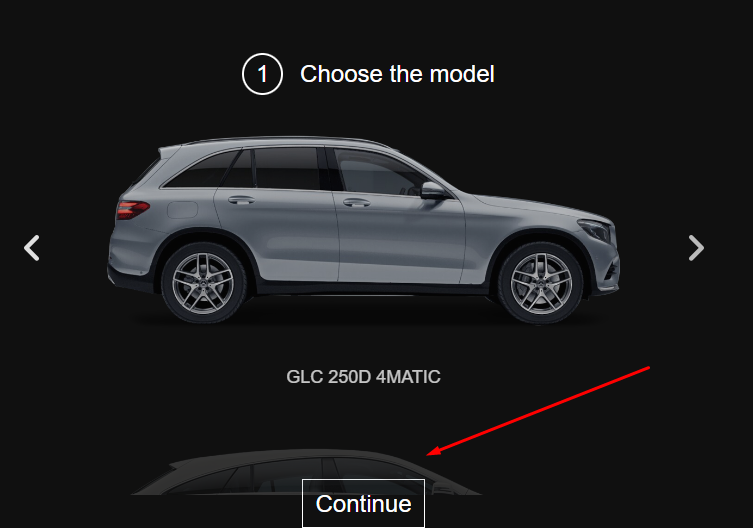 1 Choose the model
GLC 250D 4MATIC
Continue